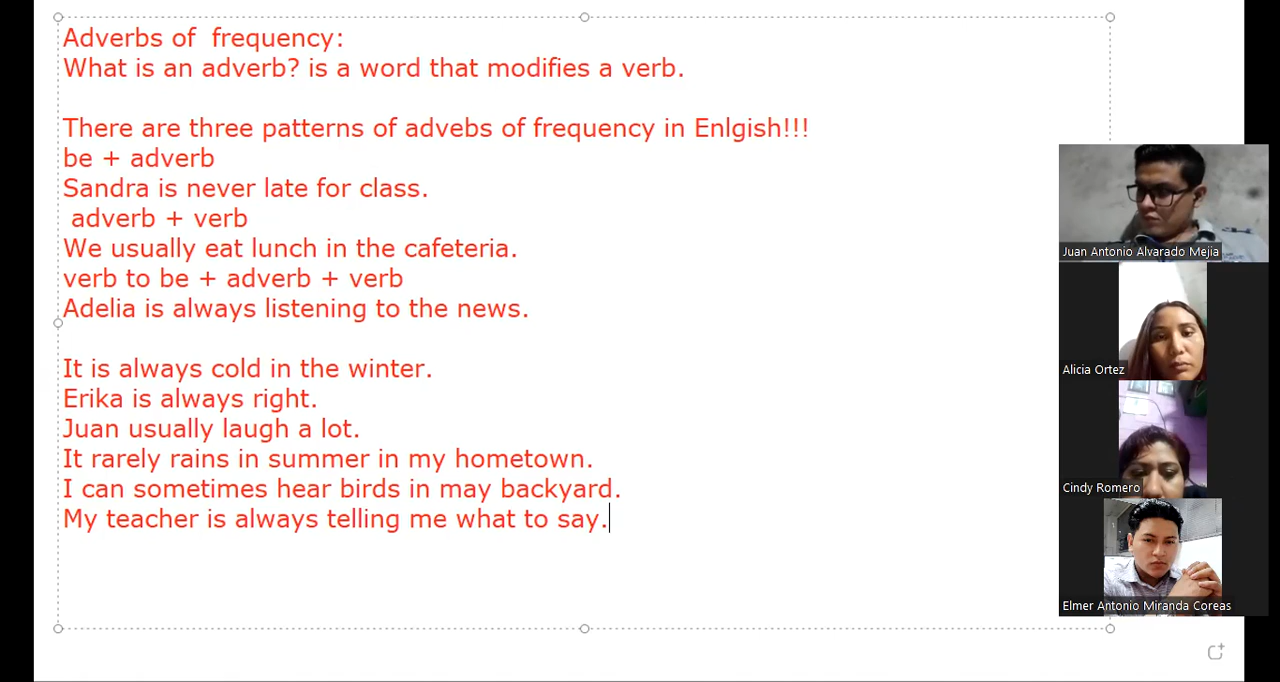 Adverbs of  frequency:
What is an adverb? is a word that modifies a verb.
There are three patterns of advebs of frequency in Enlgish!!!
be + adverb
Sandra is never late for class.
adverb + verb
We usually eat lunch in the cafeteria.
verb to be + adverb + verb
Adelia is always listening to the news.
It is always cold in the winter.
Erika is always right.
Juan usually laugh a lot.
It rarely rains in summer in my hometown.
I can sometimes hear birds in may backyard.
My teacher is always telling me what to say.
Juan Antonio Alvarado Mejia
Alicia Ortez
Cindy Romero
Elmer Antonio Miranda Coreas